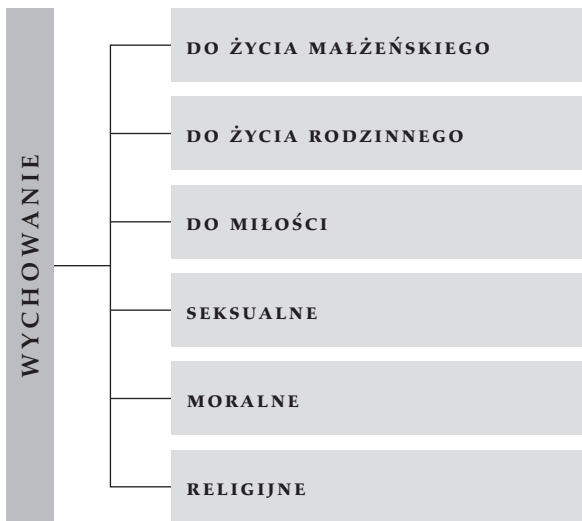 WYCHOWANIE
DO ŻYCIA MAŁŻEŃSKIEGO
DO ŻYCIA RODZINNEGO
DO MIŁOŚCI
SEKSUALNE
MORALNE
RELIGIJNE